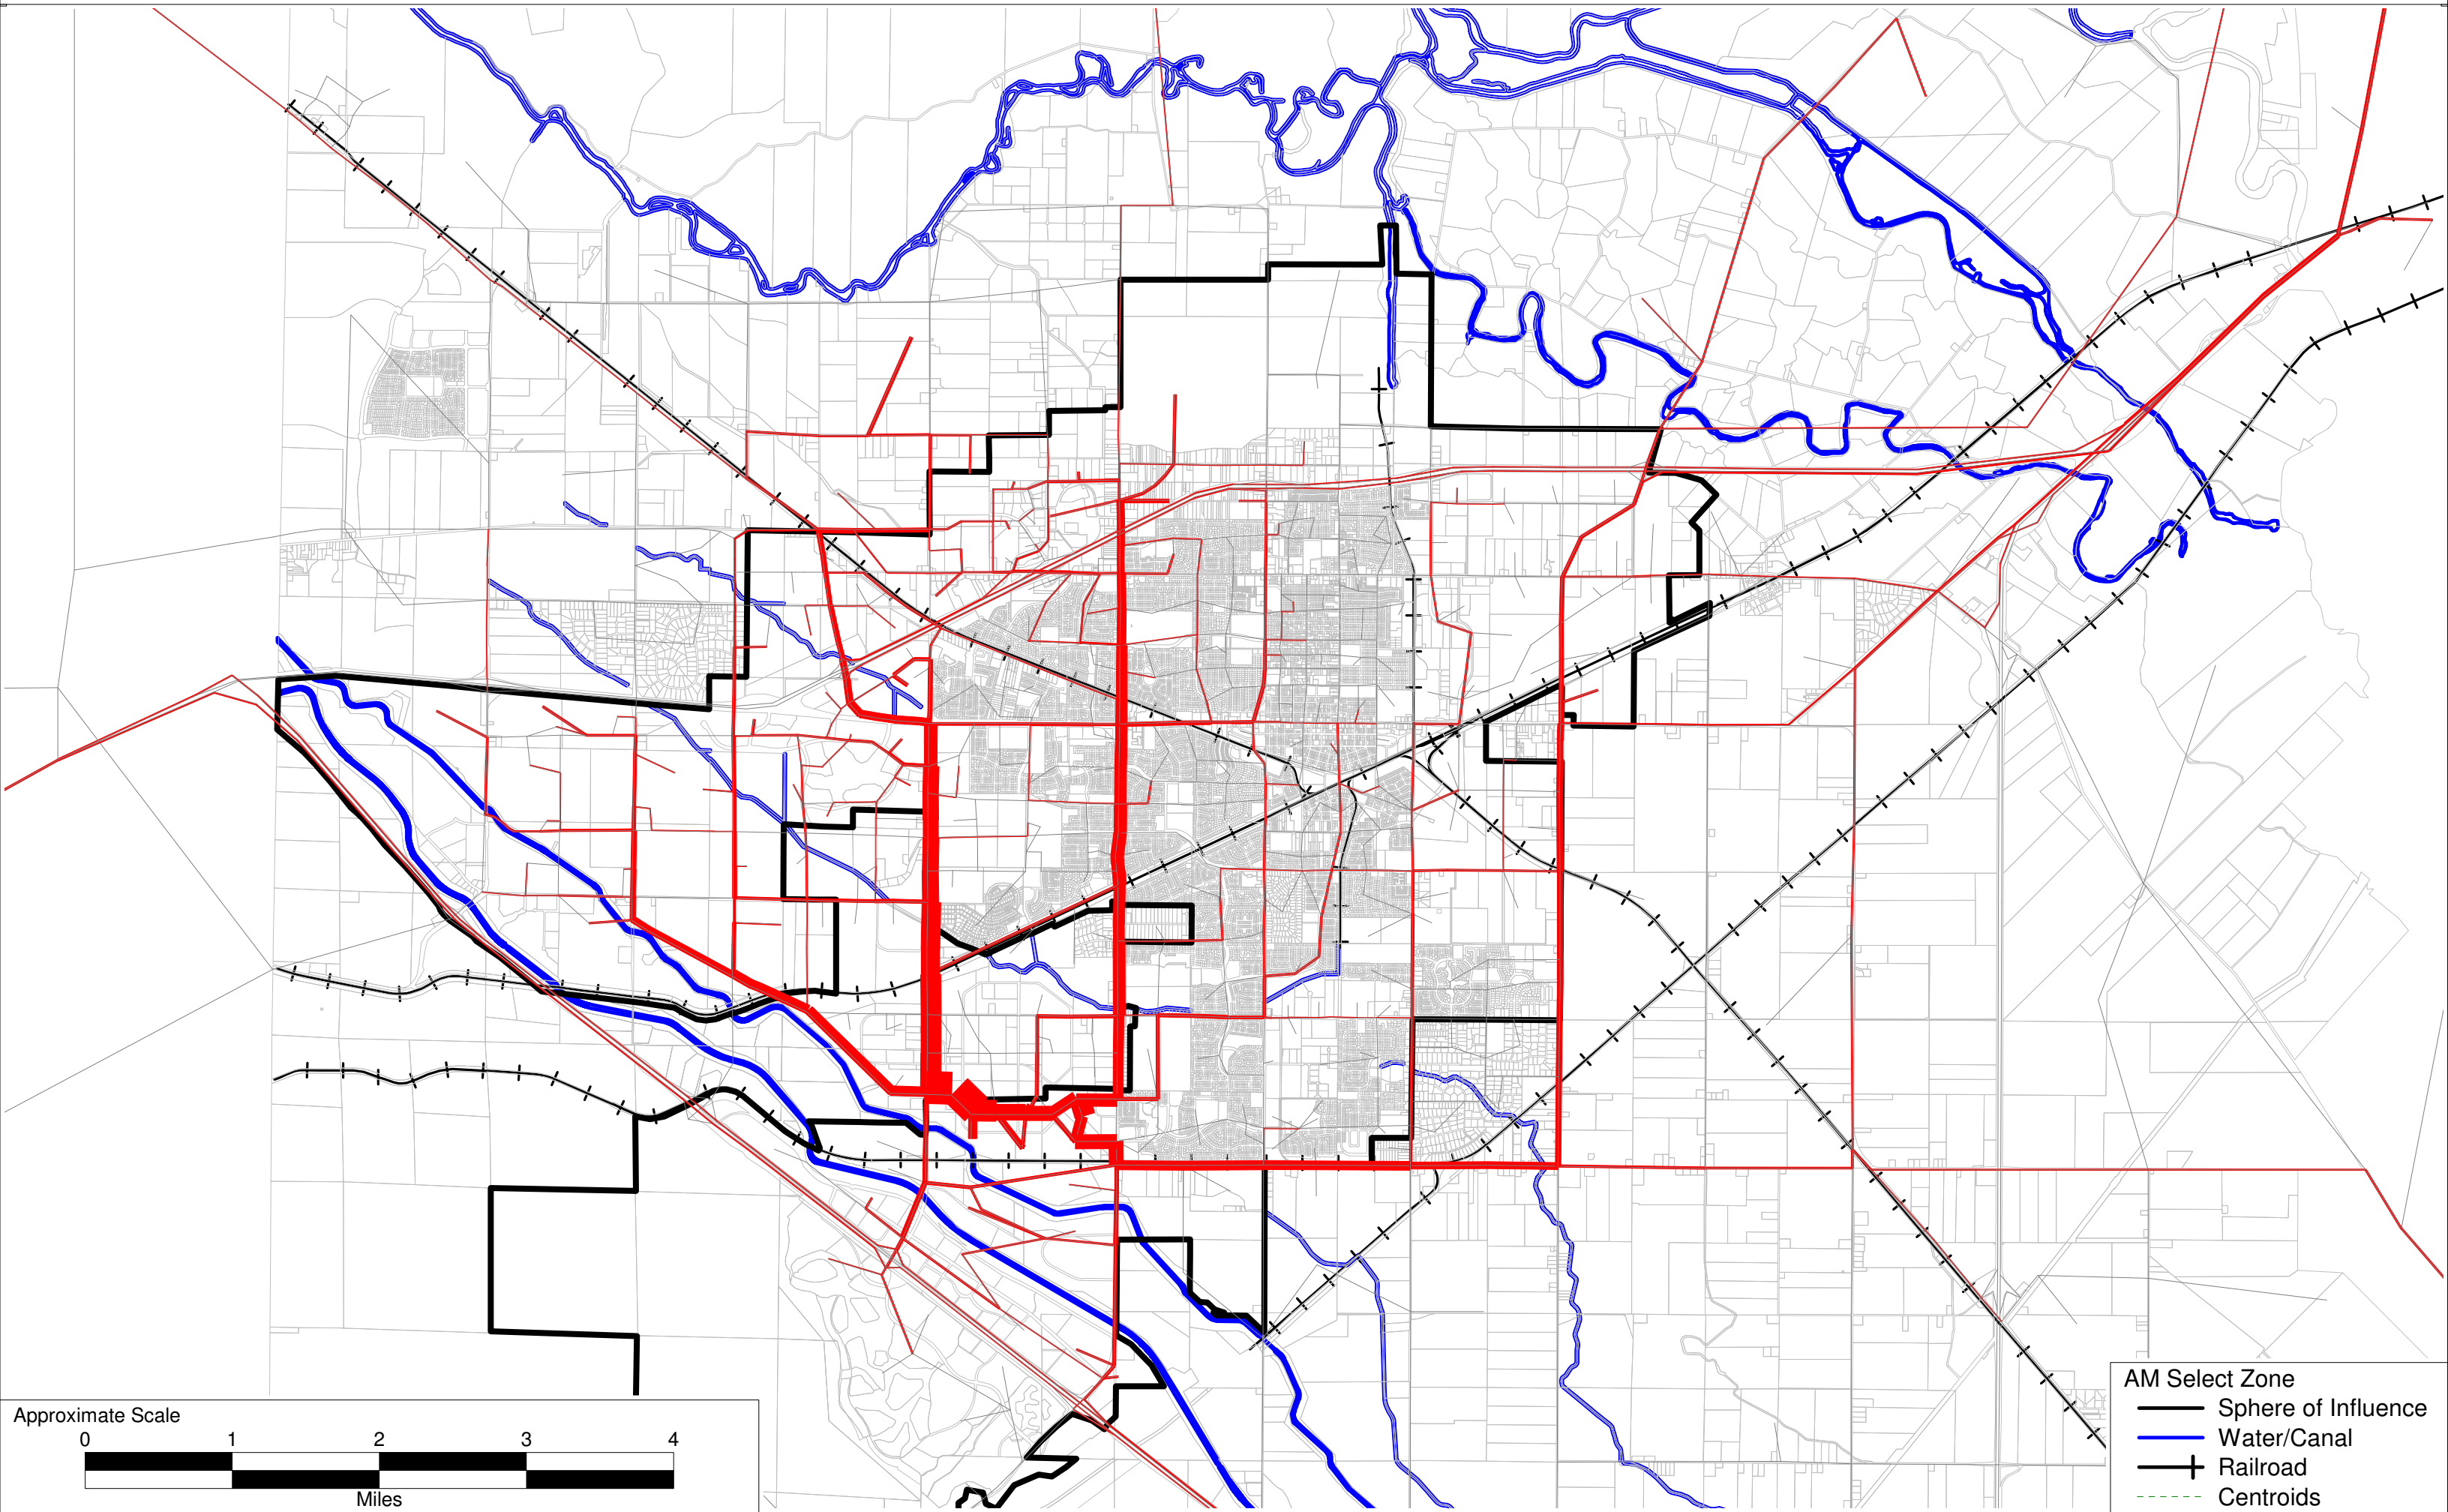 Approximate Scale
0 1 2 3 4
Miles
AM Select Zone
Sphere of Influence
Water/Canal
Railroad
Centroids